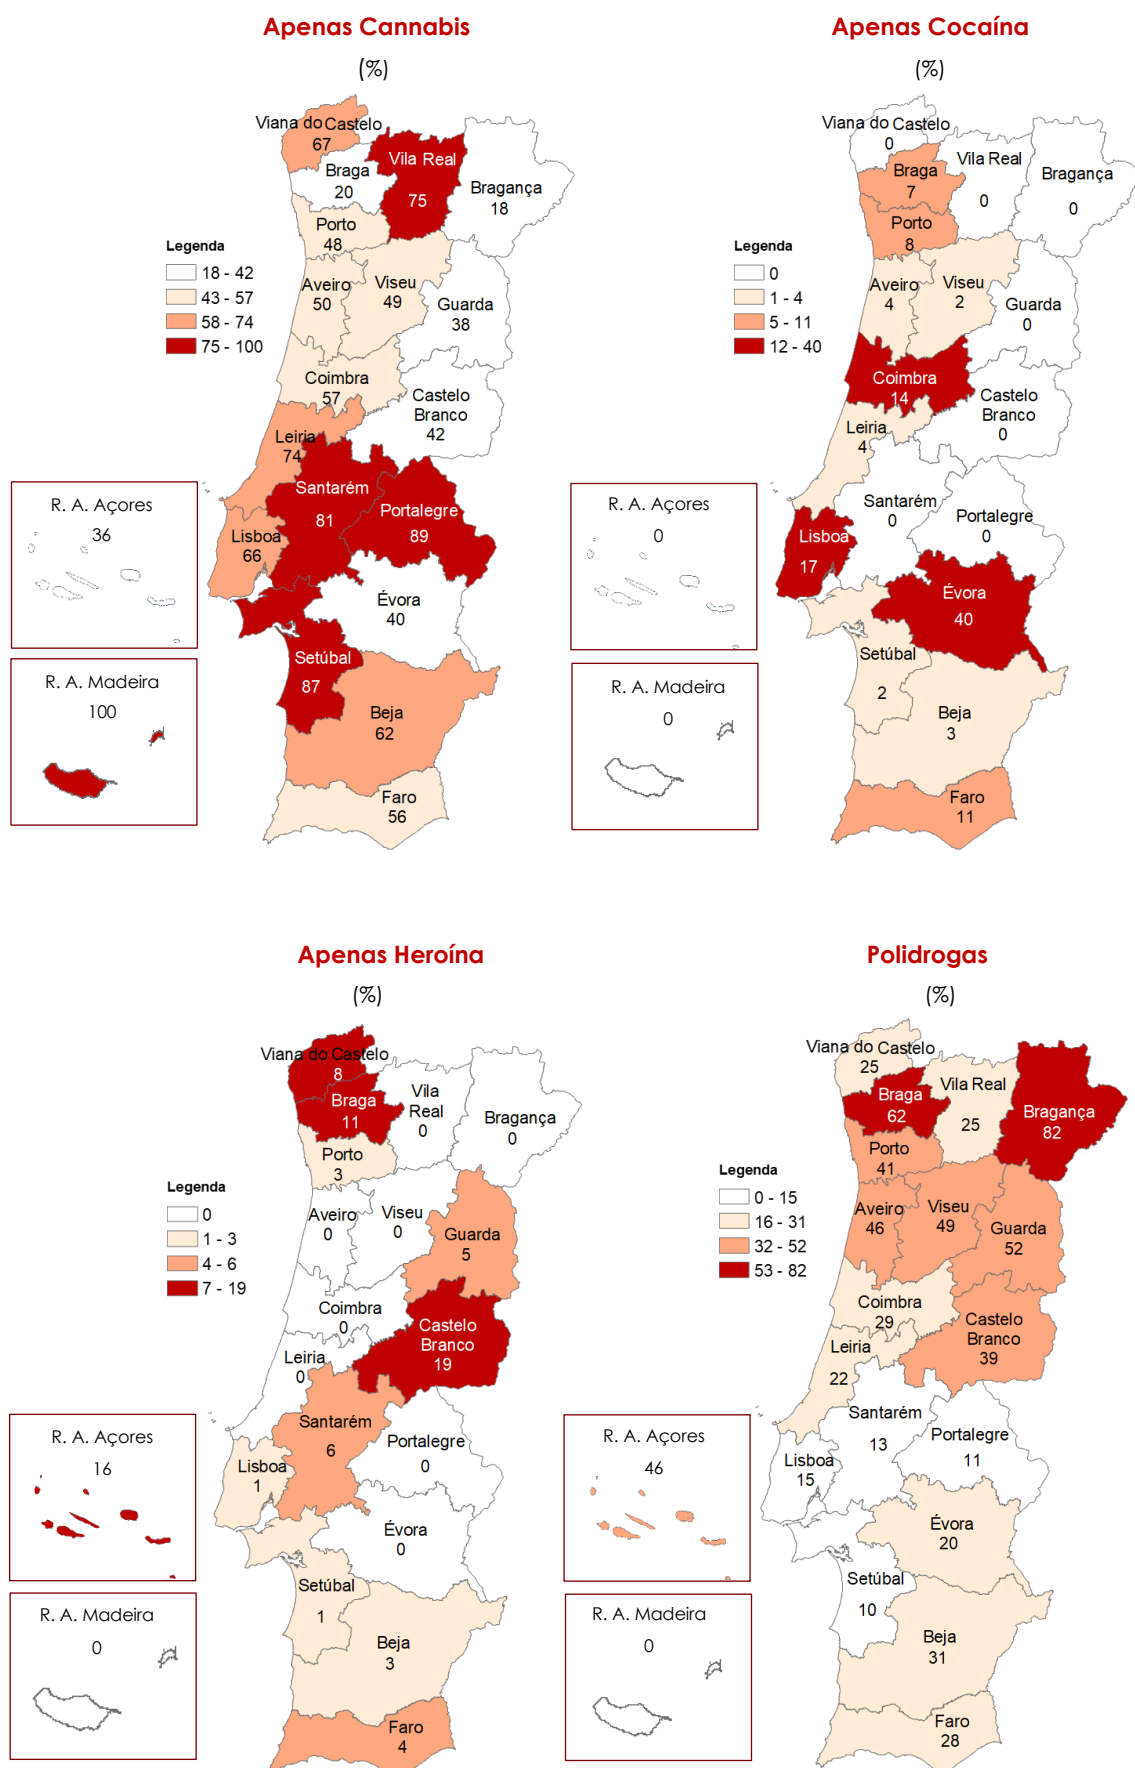 Apenas Cannabis
(%)
Viana do Castelo
67
Vila Real
75
Braga
20
Bragança
18
Porto
48
Legenda
18 - 42
43 - 57
58 - 74
75 - 100
Aveiro
50
Viseu
49
Guarda
38
Coimbra
57
Castelo
Branco
42
Leiria
74
Santarém
81
Portalegre
89
R. A. Açores
36
Lisboa
66
Évora
40
Setúbal
87
R. A. Madeira
100
Beja
62
Faro
56
Apenas Cocaína
(%)
Viana do Castelo
0
Vila Real
0
Braga
7
Bragança
0
Porto
8
Legenda
0
1 - 4
5 - 11
12 - 40
Aveiro
4
Viseu
2
Guarda
0
Coimbra
14
Castelo
Branco
0
Leiria
4
Santarém
0
Portalegre
0
R. A. Açores
0
Lisboa
17
Évora
40
Setúbal
2
R. A. Madeira
0
Beja
3
Faro
11
Apenas Heroína
(%)
Viana do Castelo
8
Vila
Real
0
Braga
11
Bragança
0
Porto
3
Legenda
0
1 - 3
4 - 6
7 - 19
Aveiro
0
Viseu
0
Guarda
5
Coimbra
0
Castelo
Branco
19
Leiria
0
Santarém
6
Portalegre
0
R. A. Açores
16
Lisboa
1
Évora
0
Setúbal
1
R. A. Madeira
0
Beja
3
Faro
4
Polidrogas
(%)
Viana do Castelo
25
Vila Real
25
Braga
62
Bragança
82
Porto
41
Legenda
0 - 15
16 - 31
32 - 52
53 - 82
Aveiro
46
Viseu
49
Guarda
52
Coimbra
29
Castelo
Branco
39
Leiria
22
Santarém
13
Portalegre
11
R. A. Açores
46
Lisboa
15
Évora
20
Setúbal
10
R. A. Madeira
0
Beja
31
Faro
28